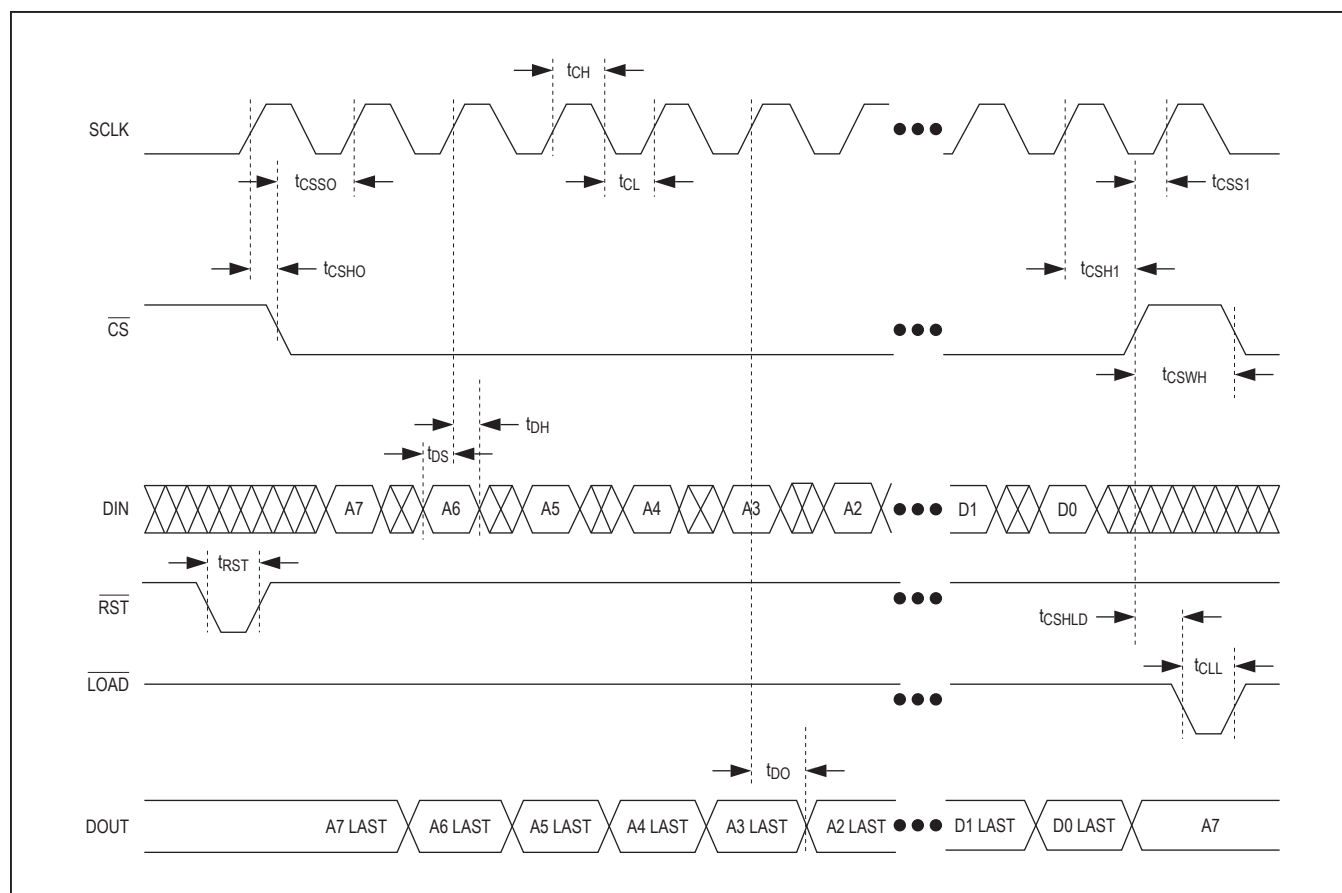 tCH
SCLK
tCSSO
tCL
tCSS1
tCSHO
tCSH1
CS
tCSWH
tDH
tDS
DIN A7 A6 A5 A4 A3 A2 D1 D0
tRST
RST
tCSHLD
tCLL
LOAD
tDO
DOUT A7 LAST A6 LAST A5 LAST A4 LAST A3 LAST A2 LAST D1 LAST D0 LAST A7